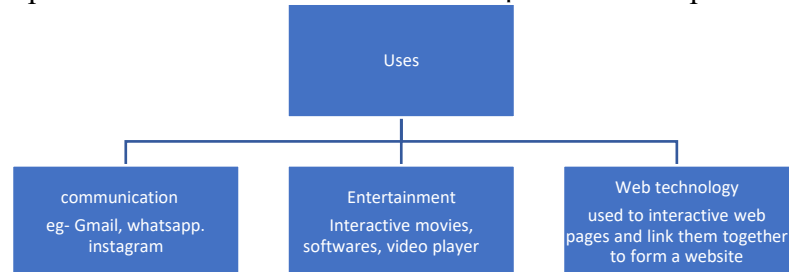 Uses
communication
eg- Gmail, whatsapp.
instagram
Entertainment
Interactive movies,
softwares, video player
Web technology
used to interactive web
pages and link them together
to form a website